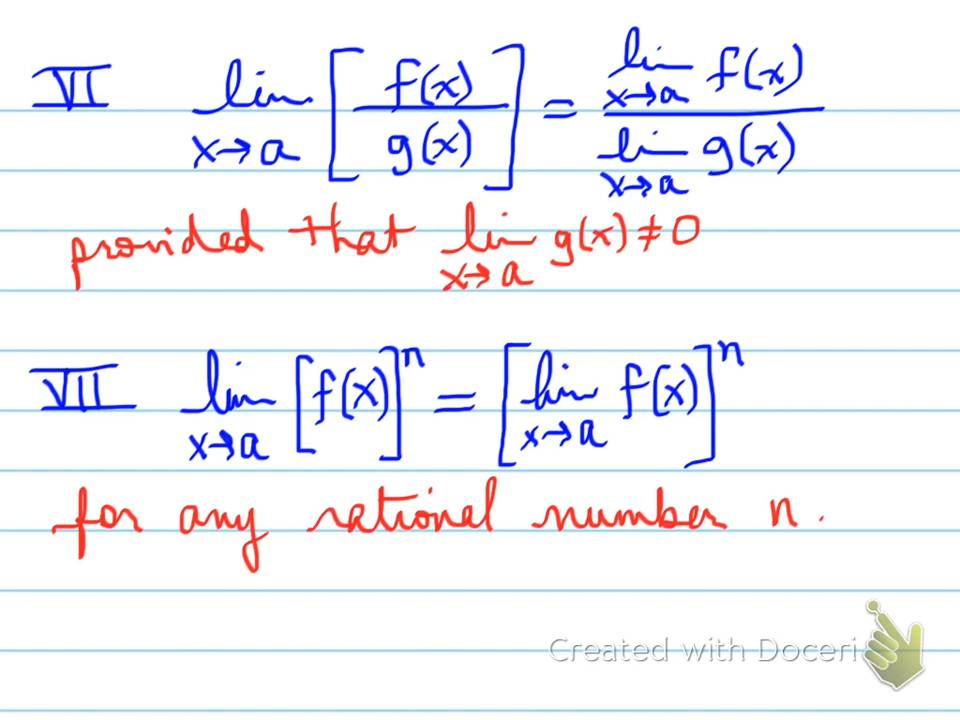 VI lim x→a [ f(x) / g(x) ] = lim x→a f(x) / lim x→a g(x)
provided that lim x→a g(x) ≠ 0
VII lim x→a [f(x)]^n = [lim x→a f(x)]^n
for any rational number n.
Created with Doceri